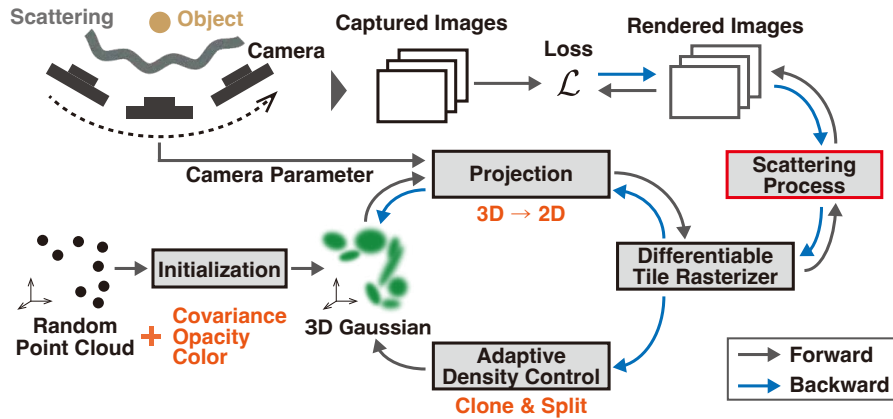 Scattering
Object
Camera
Captured Images
Loss
ℒ
Rendered Images
Camera Parameter
Projection
3D → 2D
Scattering
Process
Initialization
Differentiable
Tile Rasterizer
Random
Point Cloud
+
Covariance
Opacity
Color
3D Gaussian
Adaptive
Density Control
Clone & Split
Forward
Backward